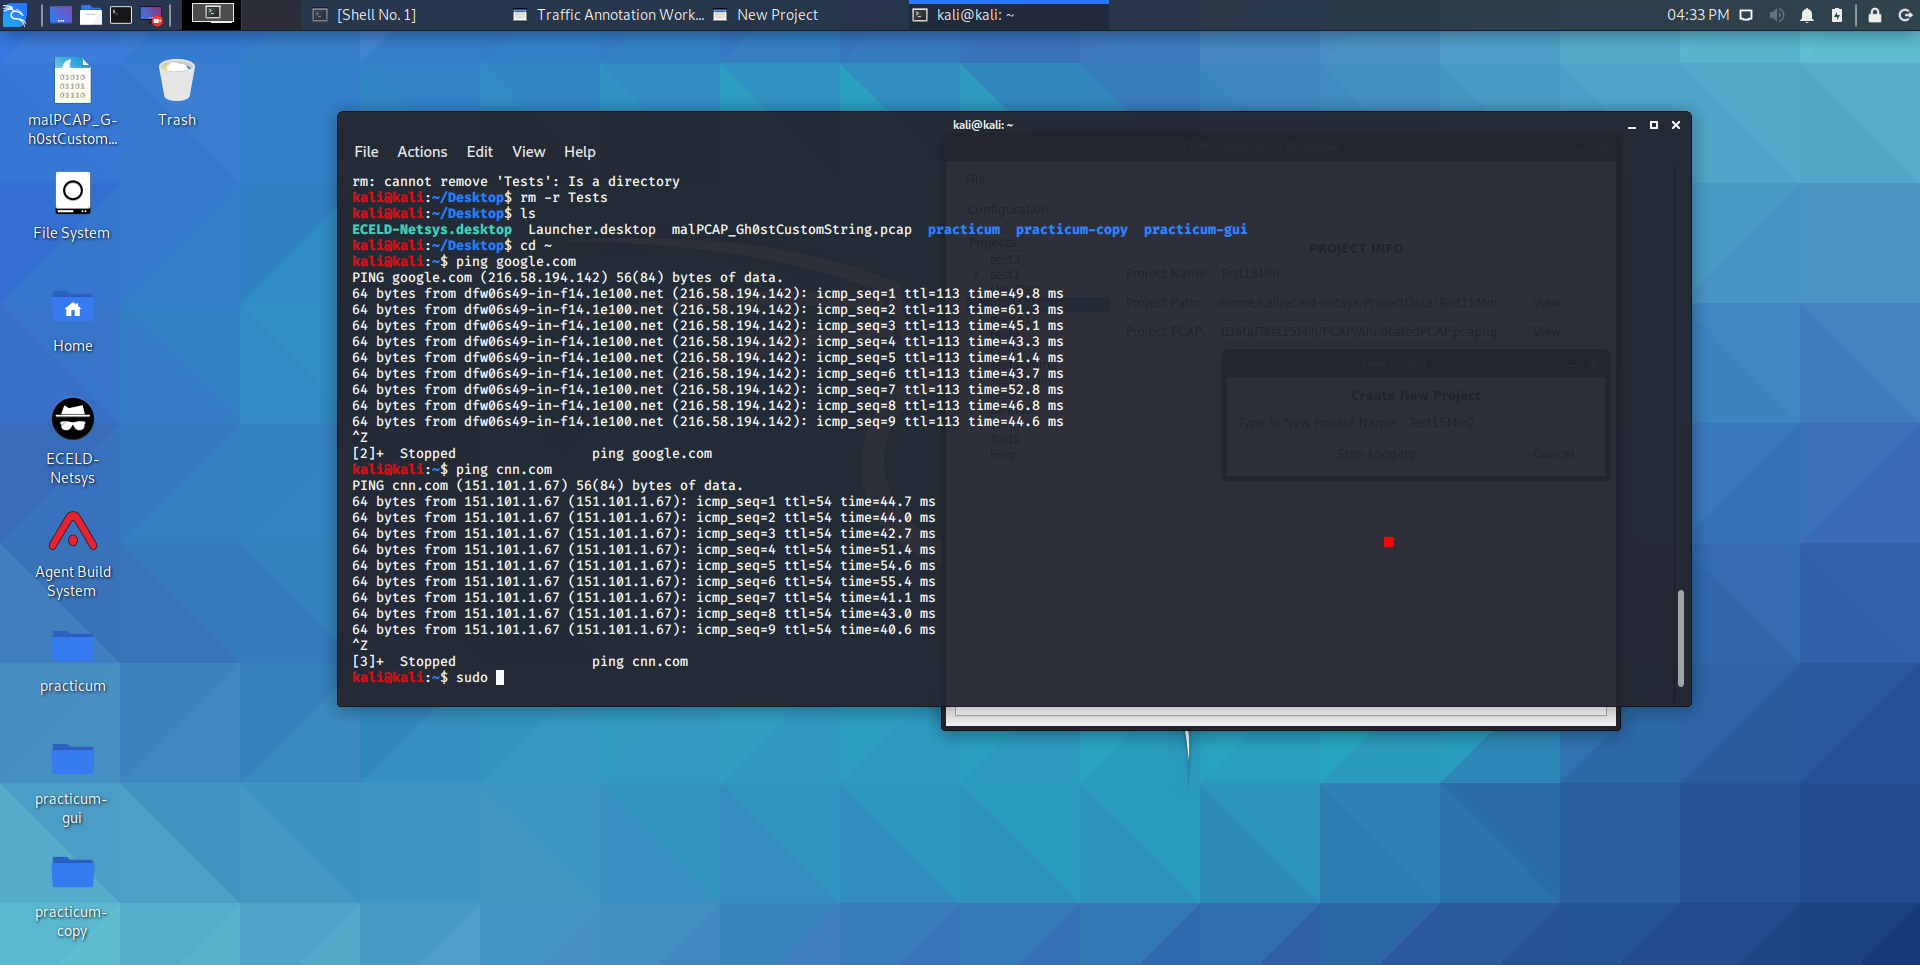 [Shell No. 1]
Traffic Annotation Work...
New Project
kali@kali: ~
04:33 PM
malPCAP_G-
h0stCustom...
Trash
File System
Home
ECELD-
Netsys
Agent Build
System
practicum
practicum-
gui
practicum-
copy
kali@kali: ~
File Actions Edit View Help
rm: cannot remove 'Tests': Is a directory
kali@kali:~/Desktop$ rm -r Tests
kali@kali:~/Desktop$ ls
ECELD-Netsys.desktop Launcher.desktop malPCAP_Gh0stCustomString.pcap practicum practicum-copy practicum-gui
kali@kali:~/Desktop$ cd ~
kali@kali:~$ ping google.com
PING google.com (216.58.194.142) 56(84) bytes of data.
64 bytes from dfw06s49-in-f14.1e100.net (216.58.194.142): icmp_seq=1 ttl=113 time=49.8 ms
64 bytes from dfw06s49-in-f14.1e100.net (216.58.194.142): icmp_seq=2 ttl=113 time=61.3 ms
64 bytes from dfw06s49-in-f14.1e100.net (216.58.194.142): icmp_seq=3 ttl=113 time=45.1 ms
64 bytes from dfw06s49-in-f14.1e100.net (216.58.194.142): icmp_seq=4 ttl=113 time=43.3 ms
64 bytes from dfw06s49-in-f14.1e100.net (216.58.194.142): icmp_seq=5 ttl=113 time=41.4 ms
64 bytes from dfw06s49-in-f14.1e100.net (216.58.194.142): icmp_seq=6 ttl=113 time=43.7 ms
64 bytes from dfw06s49-in-f14.1e100.net (216.58.194.142): icmp_seq=7 ttl=113 time=52.8 ms
64 bytes from dfw06s49-in-f14.1e100.net (216.58.194.142): icmp_seq=8 ttl=113 time=46.8 ms
64 bytes from dfw06s49-in-f14.1e100.net (216.58.194.142): icmp_seq=9 ttl=113 time=44.6 ms
^Z
[2]+ Stopped ping google.com
kali@kali:~$ ping cnn.com
PING cnn.com (151.101.1.67) 56(84) bytes of data.
64 bytes from 151.101.1.67 (151.101.1.67): icmp_seq=1 ttl=54 time=44.7 ms
64 bytes from 151.101.1.67 (151.101.1.67): icmp_seq=2 ttl=54 time=44.0 ms
64 bytes from 151.101.1.67 (151.101.1.67): icmp_seq=3 ttl=54 time=42.7 ms
64 bytes from 151.101.1.67 (151.101.1.67): icmp_seq=4 ttl=54 time=51.4 ms
64 bytes from 151.101.1.67 (151.101.1.67): icmp_seq=5 ttl=54 time=54.6 ms
64 bytes from 151.101.1.67 (151.101.1.67): icmp_seq=6 ttl=54 time=55.4 ms
64 bytes from 151.101.1.67 (151.101.1.67): icmp_seq=7 ttl=54 time=41.1 ms
64 bytes from 151.101.1.67 (151.101.1.67): icmp_seq=8 ttl=54 time=43.0 ms
64 bytes from 151.101.1.67 (151.101.1.67): icmp_seq=9 ttl=54 time=40.6 ms
^Z
[3]+ Stopped ping cnn.com
kali@kali:~$ sudo
Traffic Annotation Workflow
File
Configuration
Projects
test3
test1
Test2
Ping
PROJECT INFO
Project Name: Test15Min
Project Path: /home/kali/eceld-netsys/ProjectData/Test15Min View
Project PCAP: tData/Test15Min/PCAP/AnnotatedPCAP.pcapng View
New Project
Create New Project
Type in New Project Name: Test15Min2
Stop Logging Cancel